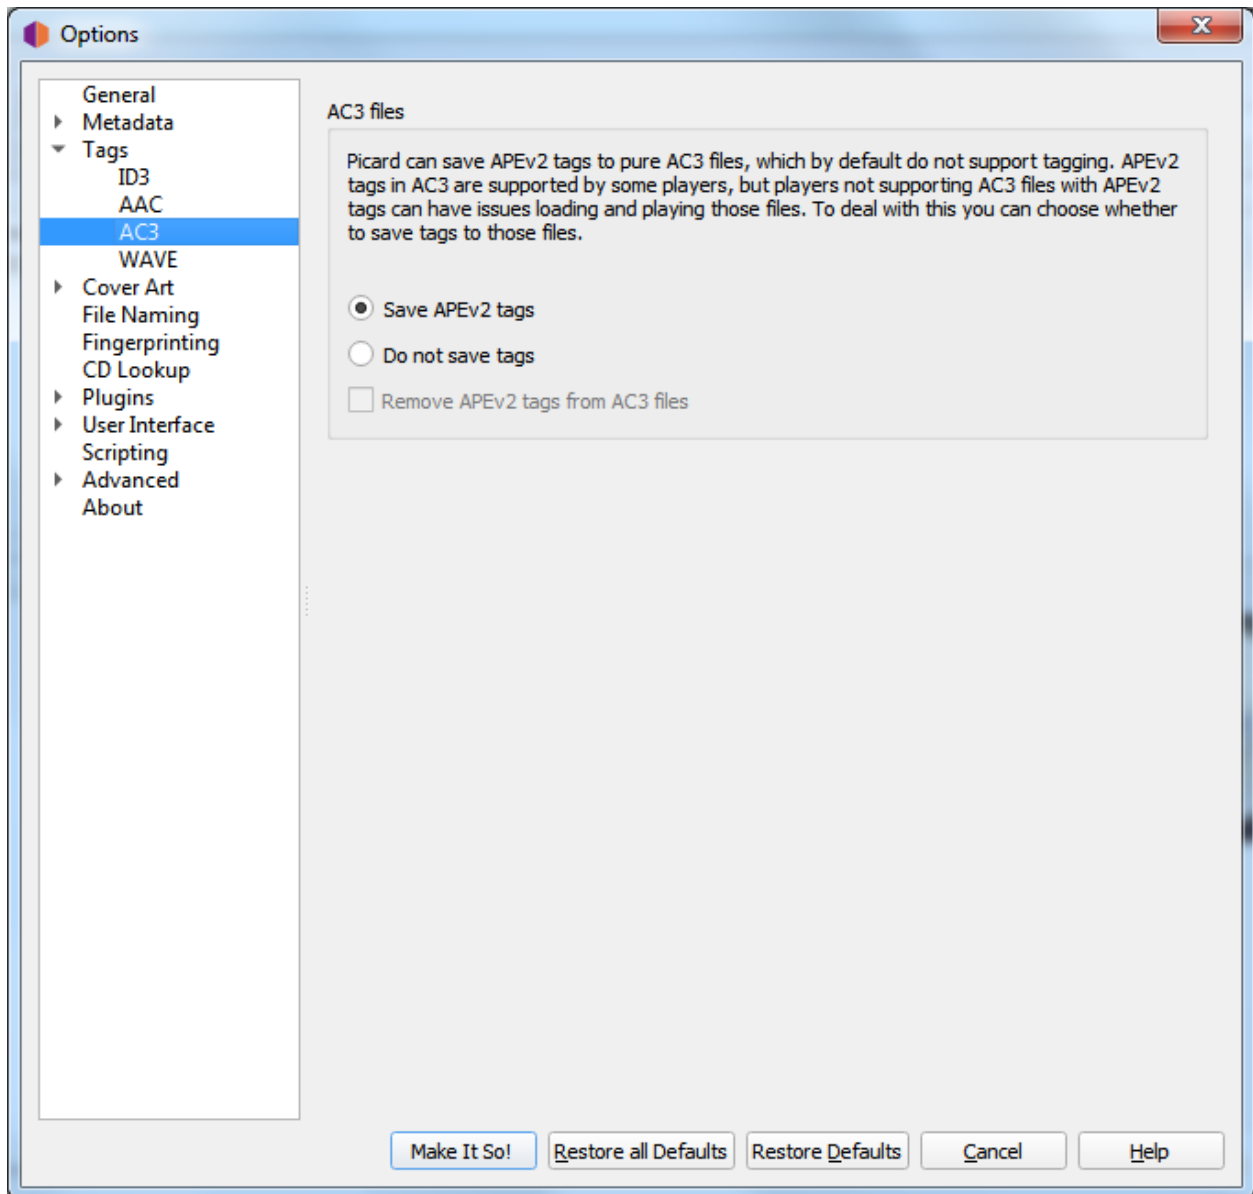 Options
General
Metadata
Tags
ID3
AAC
AC3
WAVE
Cover Art
File Naming
Fingerprinting
CD Lookup
Plugins
User Interface
Scripting
Advanced
About
AC3 files
Picard can save APEv2 tags to pure AC3 files, which by default do not support tagging. APEv2
tags in AC3 are supported by some players, but players not supporting AC3 files with APEv2
tags can have issues loading and playing those files. To deal with this you can choose whether
to save tags to those files.
Save APEv2 tags
Do not save tags
Remove APEv2 tags from AC3 files
Make It So! Restore all Defaults Restore Defaults Cancel Help